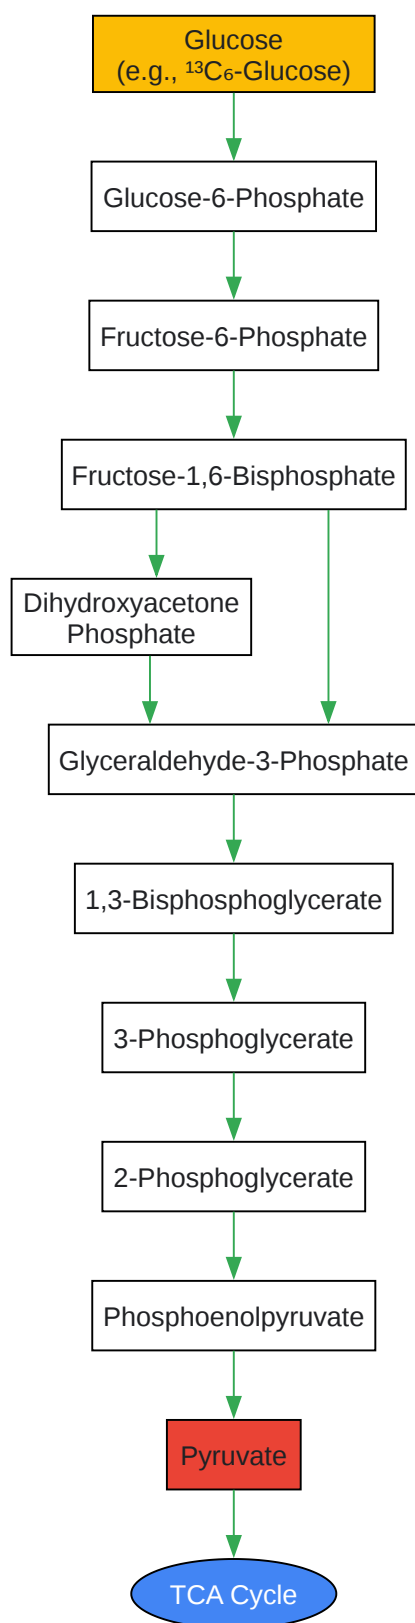 Glucose
(e.g., ¹³C₆-Glucose)
Glucose-6-Phosphate
Fructose-6-Phosphate
Fructose-1,6-Bisphosphate
Dihydroxyacetone
Phosphate
Glyceraldehyde-3-Phosphate
1,3-Bisphosphoglycerate
3-Phosphoglycerate
2-Phosphoglycerate
Phosphoenolpyruvate
Pyruvate
TCA Cycle